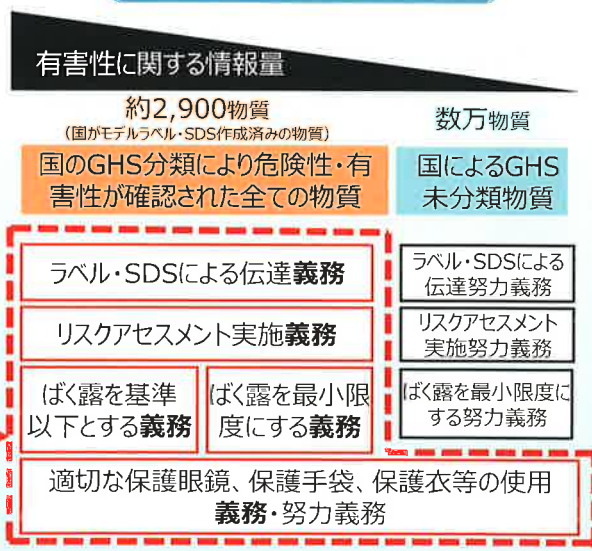 有害性に関する情報量
約2,900物質
(国がモデルラベル・SDS作成済みの物質)
数万物質
国のGHS分類により危険性・有
害性が確認された全ての物質
国によるGHS
未分類物質
ラベル・SDSによる伝達義務
ラベル・SDSによる
伝達努力義務
リスクアセスメント実施義務
リスクアセスメント
実施努力義務
ばく露を基準
以下とする義務
ばく露を最小限
度にする義務
ばく露を最小限度に
する努力義務
適切な保護眼鏡、保護手袋、保護衣等の使用
義務・努力義務